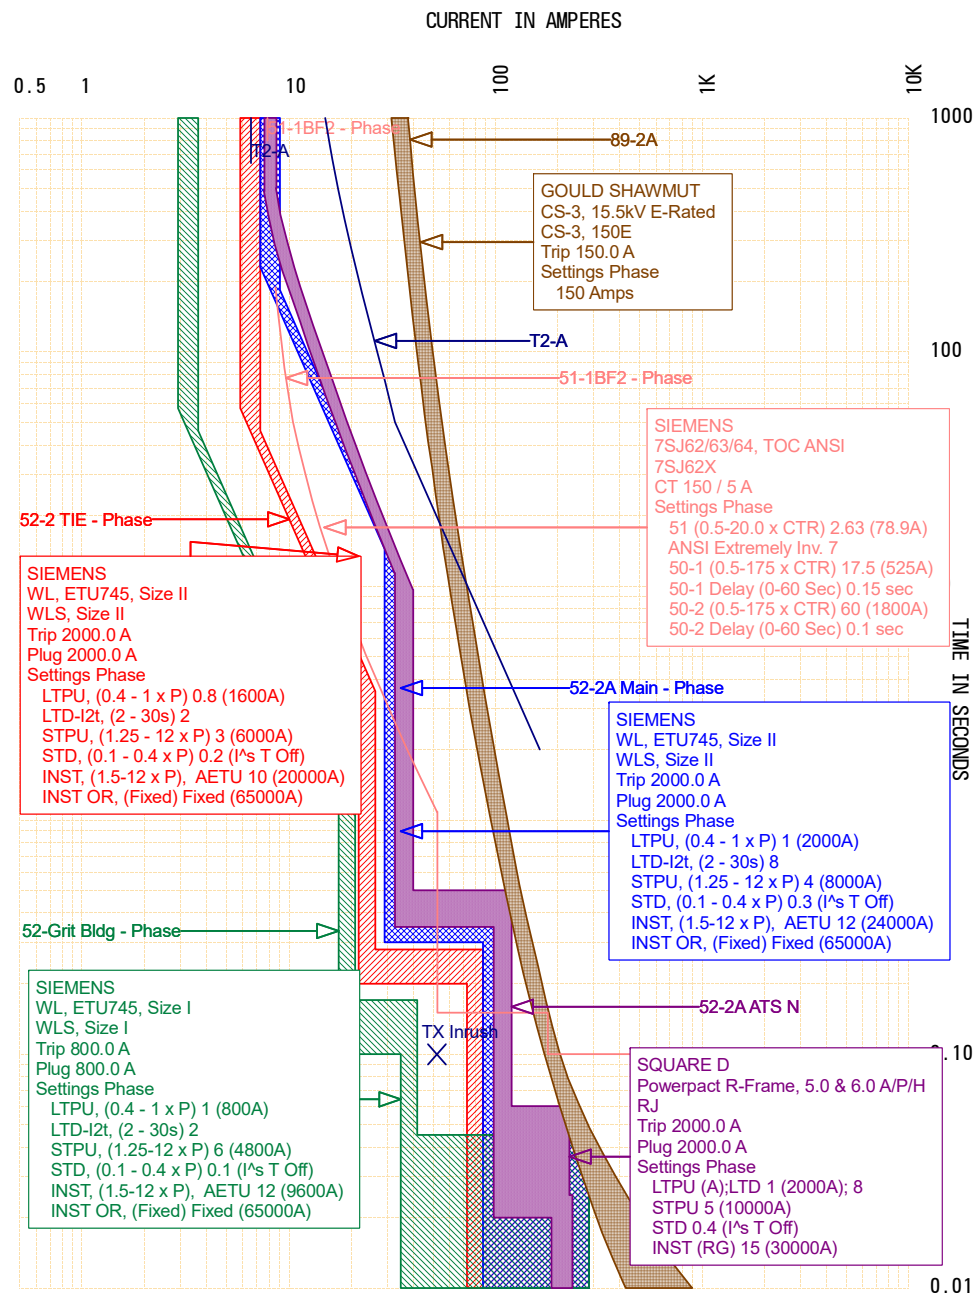 CURRENT IN AMPERES
0.5 1 10 100 1K 10K
1000
51-1BF2 - Phase
T2-A
89-2A
GOULD SHAWMUT
CS-3, 15.5kV E-Rated
CS-3, 150E
Trip 150.0 A
Settings Phase
150 Amps
T2-A
100
51-1BF2 - Phase
SIEMENS
7SJ62/63/64, TOC ANSI
7SJ62X
CT 150 / 5 A
Settings Phase
51 (0.5-20.0 x CTR) 2.63 (78.9A)
ANSI Extremely Inv. 7
50-1 (0.5-175 x CTR) 17.5 (525A)
50-1 Delay (0-60 Sec) 0.15 sec
50-2 (0.5-175 x CTR) 60 (1800A)
50-2 Delay (0-60 Sec) 0.1 sec
52-2 TIE - Phase
SIEMENS
WL, ETU745, Size II
WLS, Size II
Trip 2000.0 A
Plug 2000.0 A
Settings Phase
LTPU, (0.4 - 1 x P) 0.8 (1600A)
LTD-I2t, (2 - 30s) 2
STPU, (1.25 - 12 x P) 3 (6000A)
STD, (0.1 - 0.4 x P) 0.2 (I^s T Off)
INST, (1.5-12 x P), AETU 10 (20000A)
INST OR, (Fixed) Fixed (65000A)
TIME IN SECONDS
52-2A Main - Phase
SIEMENS
WL, ETU745, Size II
WLS, Size II
Trip 2000.0 A
Plug 2000.0 A
Settings Phase
LTPU, (0.4 - 1 x P) 1 (2000A)
LTD-I2t, (2 - 30s) 8
STPU, (1.25 - 12 x P) 4 (8000A)
STD, (0.1 - 0.4 x P) 0.3 (I^s T Off)
INST, (1.5-12 x P), AETU 12 (24000A)
INST OR, (Fixed) Fixed (65000A)
52-Grit Bldg - Phase
SIEMENS
WL, ETU745, Size I
WLS, Size I
Trip 800.0 A
Plug 800.0 A
Settings Phase
LTPU, (0.4 - 1 x P) 1 (800A)
LTD-I2t, (2 - 30s) 2
STPU, (1.25-12 x P) 6 (4800A)
STD, (0.1 - 0.4 x P) 0.1 (I^s T Off)
INST, (1.5-12 x P), AETU 12 (9600A)
INST OR, (Fixed) Fixed (65000A)
52-2A ATS N
TX Inrush
0.10
SQUARE D
Powerpact R-Frame, 5.0 & 6.0 A/P/H
RJ
Trip 2000.0 A
Plug 2000.0 A
Settings Phase
LTPU (A);LTD 1 (2000A); 8
STPU 5 (10000A)
STD 0.4 (I^s T Off)
INST (RG) 15 (30000A)
0.01